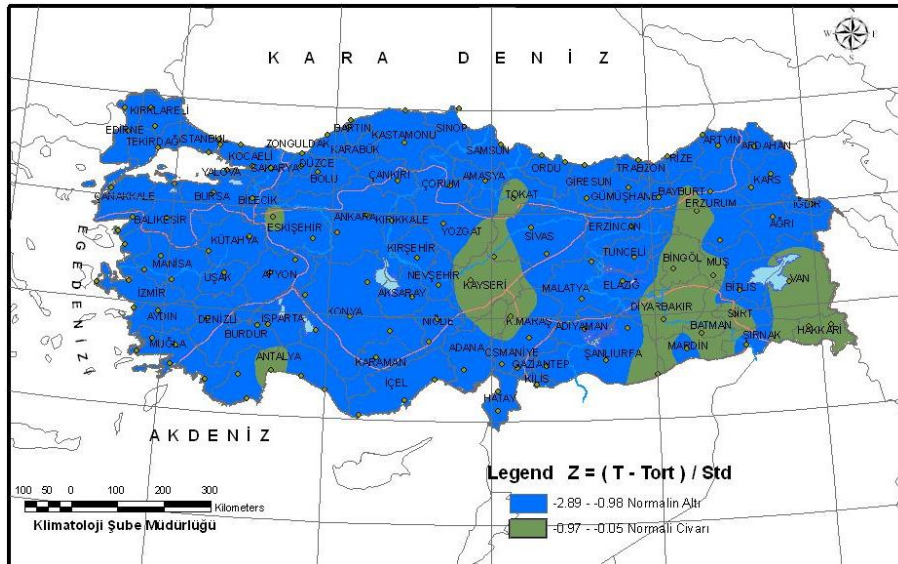 KARA DENİZ
N
W
E
S
KIRKLARELİ
EDİRNE
TEKİRDAĞ
İSTANBUL
KOCAELİ
YALOVA
SAKARYA
ZONGULDAK
DÜZCE
BOLU
BARTIN
KARABÜK
KASTAMONU
SİNOP
SAMSUN
ORDU
TRABZON
RİZE
ARTVİN
ARDAHAN
KARS
ÇANAKKALE
BALIKESİR
BURSA
BİLECİK
ESKİŞEHİR
ANKARA
KIRIKKALE
ÇANKIRI
ÇORUM
AMASYA
TOKAT
GİRESUN
GÜMÜŞHANE
BAYBURT
ERZURUM
IĞDIR
AĞRI
YOZGAT
SİVAS
ERZİNCAN
EGE DENİZİ
KÜTAHYA
MANİSA
UŞAK
AFYON
KIRŞEHİR
NEVŞEHİR
AKSARAY
KAYSERİ
MALATYA
ELAZIĞ
TUNCELİ
BİNGÖL
MUŞ
BİTLİS
VAN
İZMİR
AYDIN
DENİZLİ
BURDUR
ISPARTA
KONYA
NİĞDE
K.MARAŞ
ADIYAMAN
DİYARBAKIR
BATMAN
SİİRT
HAKKARİ
MUĞLA
ANTALYA
KARAMAN
İÇEL
ADANA
OSMANİYE
GAZİANTEP
KİLİS
ŞANLIURFA
MARDİN
ŞIRNAK
HATAY
AKDENİZ
Legend Z = ( T - Tort ) / Std
-2.89 - -0.98 Normalin Altı
-0.97 - -0.05 Normali Civarı
100 50 0 100 200 300
Kilometers
Klimatoloji Şube Müdürlüğü